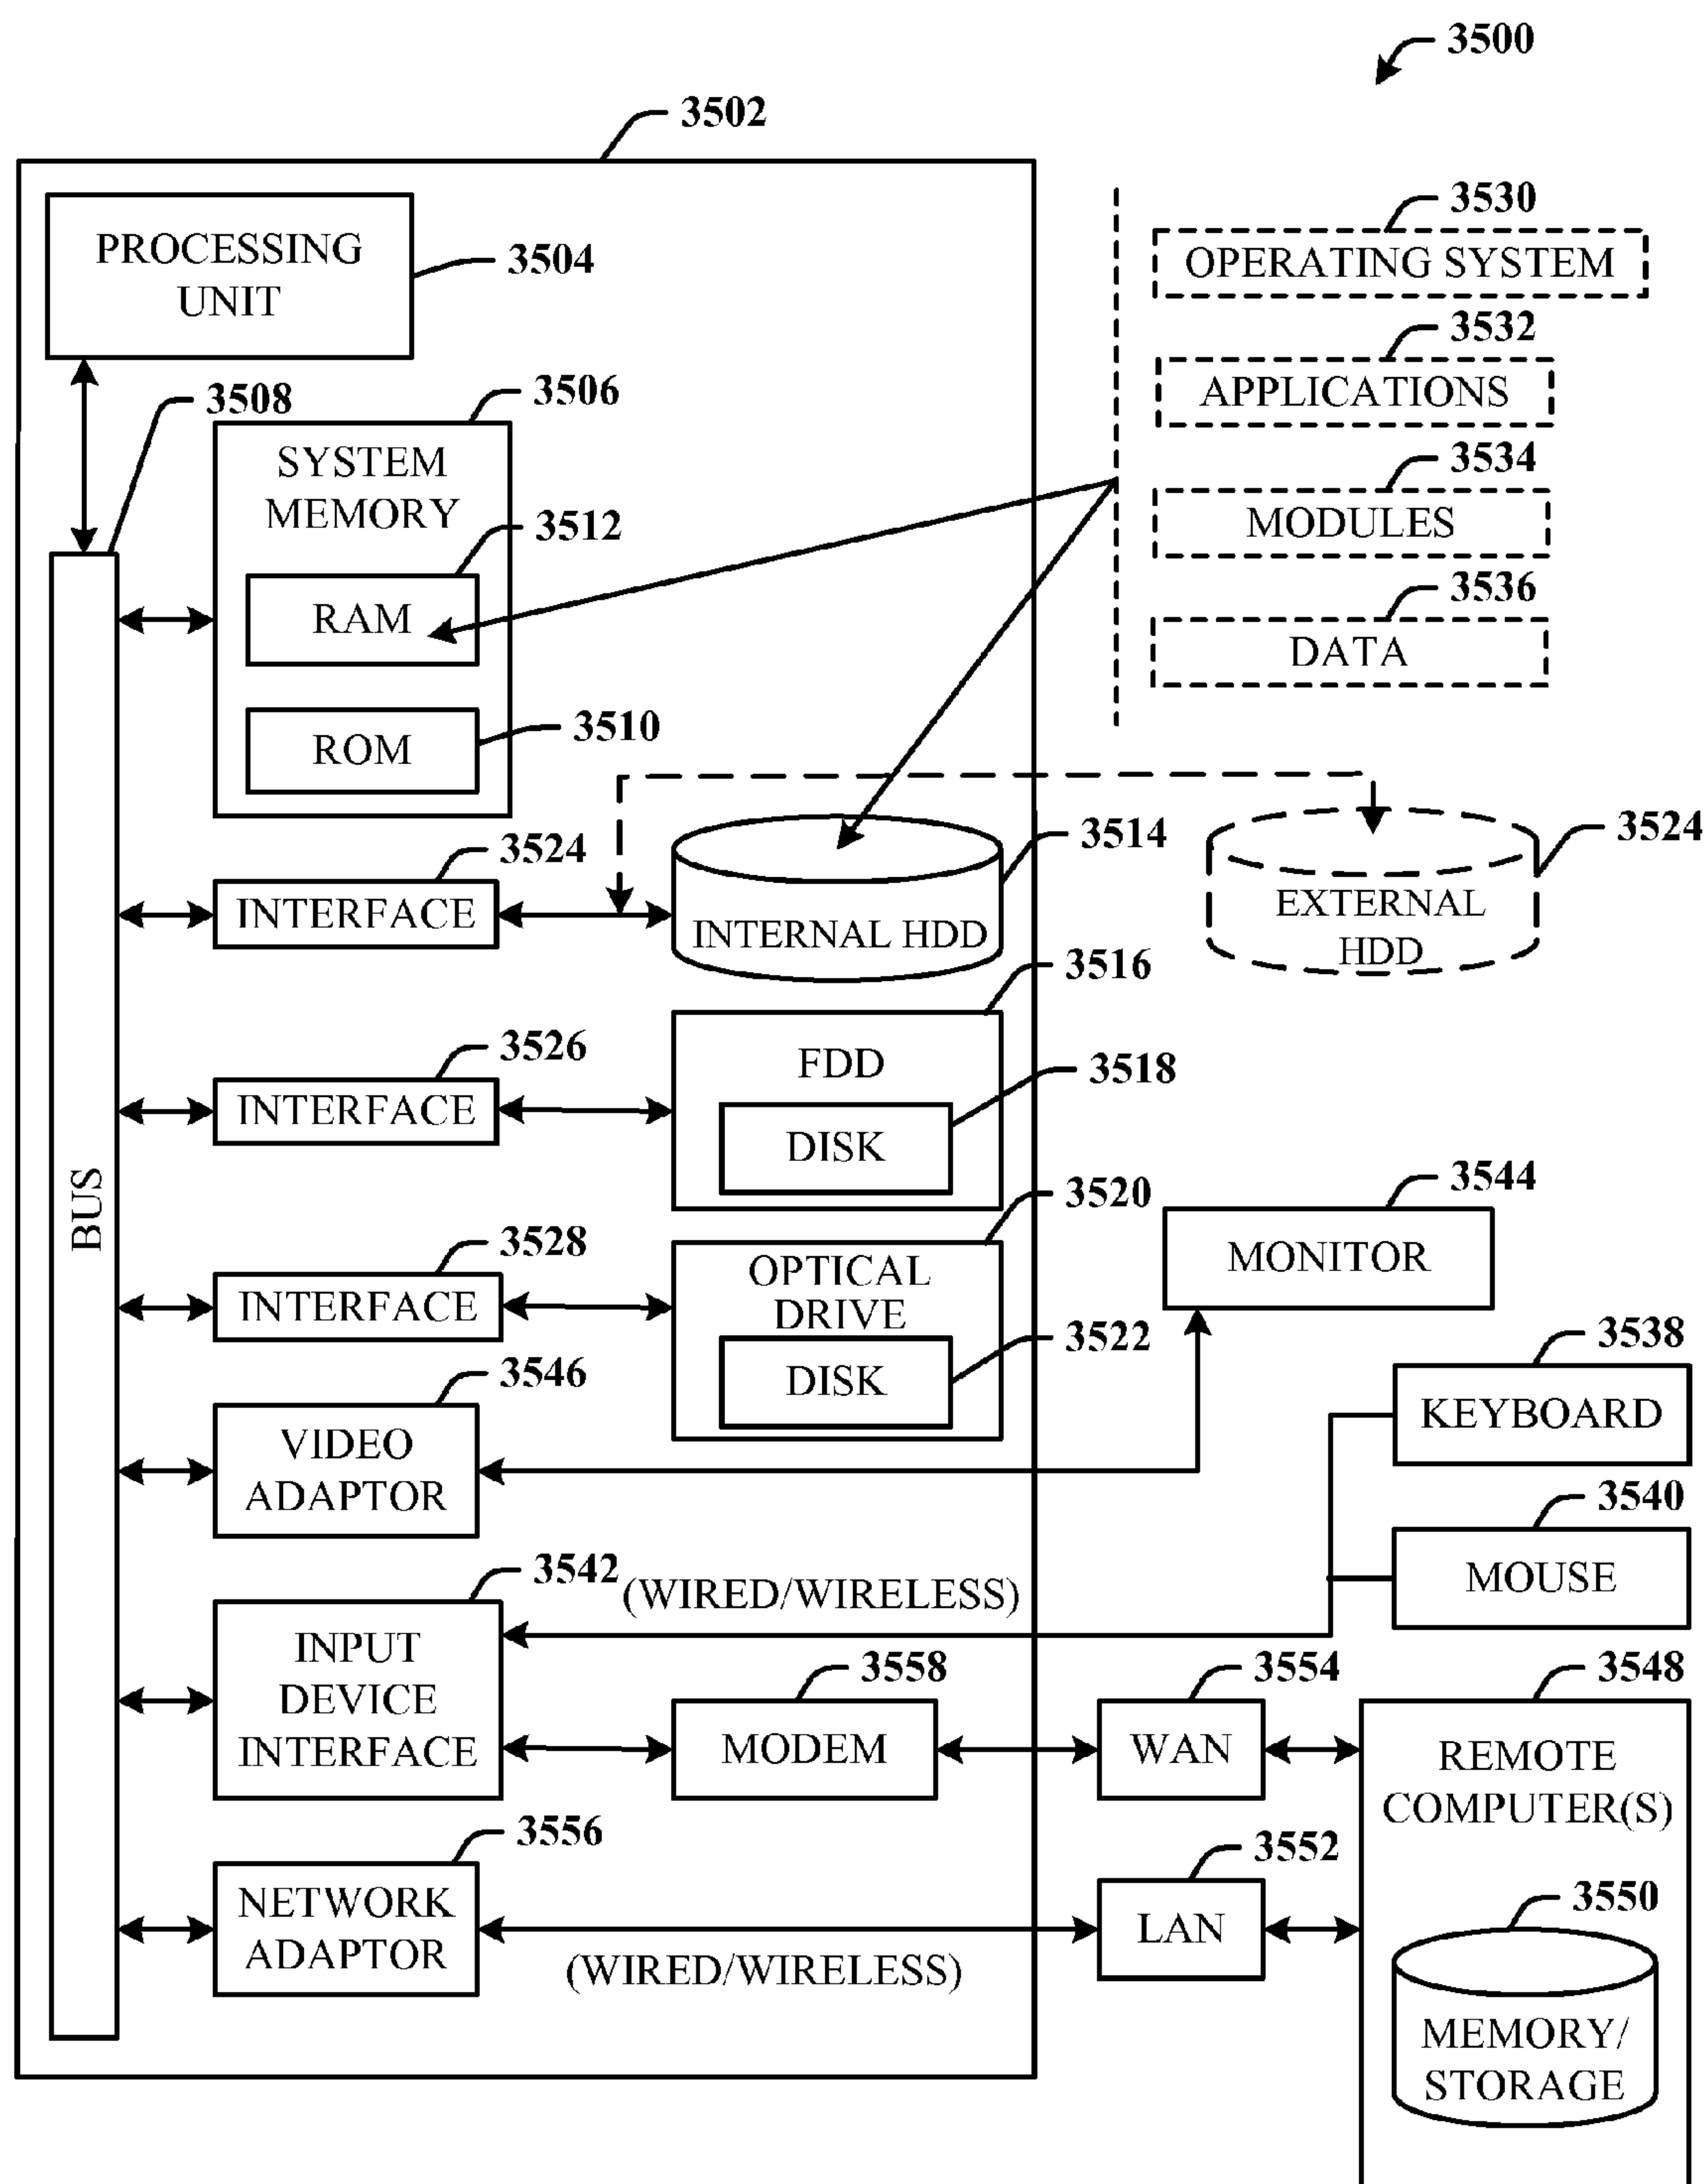 3500
3502
PROCESSING
UNIT
3504
3530
OPERATING SYSTEM
3532
APPLICATIONS
3534
MODULES
3536
DATA
3508
3506
SYSTEM
MEMORY
3512
RAM
3510
ROM
3524
INTERFACE
3514
INTERNAL HDD
3524
EXTERNAL
HDD
3526
INTERFACE
3516
FDD
3518
DISK
BUS
3528
INTERFACE
3520
OPTICAL
DRIVE
3522
DISK
3544
MONITOR
3546
VIDEO
ADAPTOR
3538
KEYBOARD
3540
MOUSE
3542
(WIRED/WIRELESS)
INPUT
DEVICE
INTERFACE
3558
MODEM
3554
WAN
3548
REMOTE
COMPUTER(S)
3556
NETWORK
ADAPTOR
(WIRED/WIRELESS)
3552
LAN
3550
MEMORY/
STORAGE